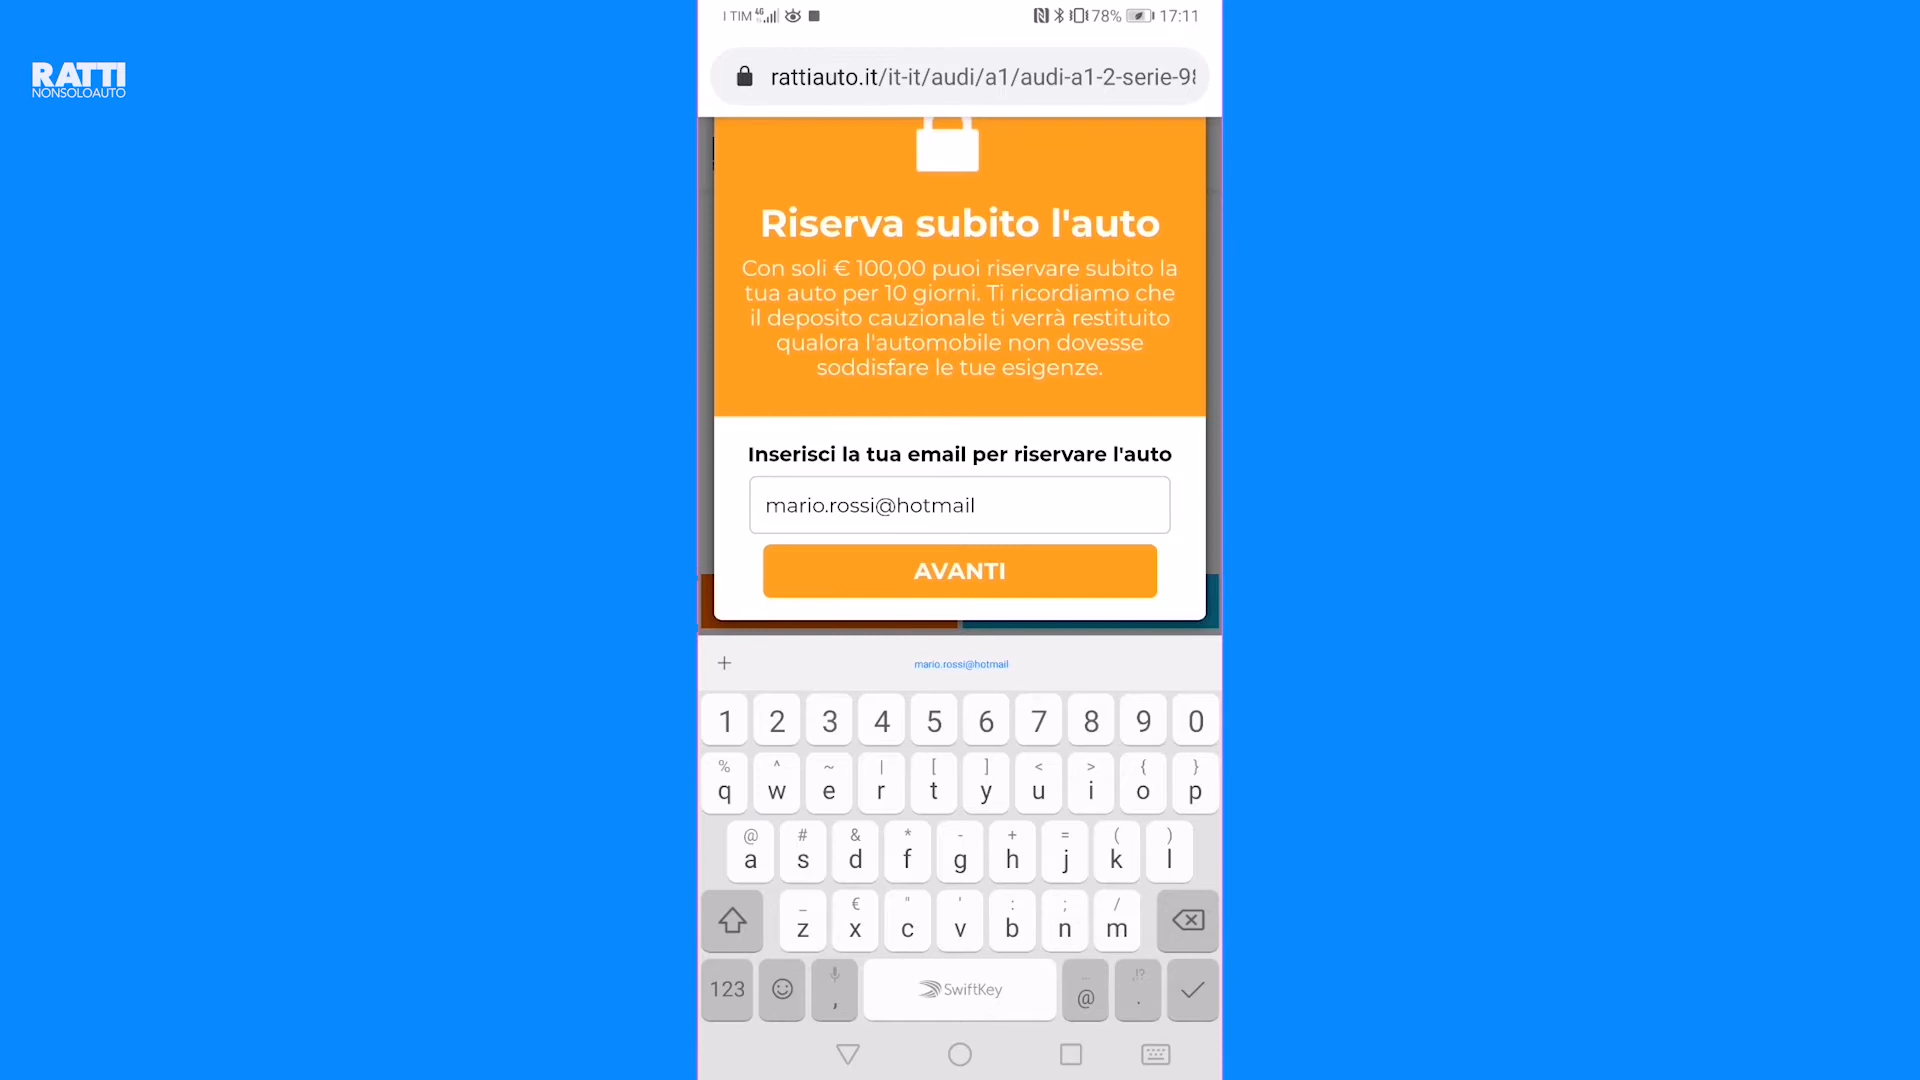 I TIM 4G 78% 17:11
RATTI
NONSOLOAUTO
rattiauto.it/it-it/audi/a1/audi-a1-2-serie-98
Riserva subito l'auto
Con soli € 100,00 puoi riservare subito la
tua auto per 10 giorni. Ti ricordiamo che
il deposito cauzionale ti verrà restituito
qualora l'automobile non dovesse
soddisfare le tue esigenze.
Inserisci la tua email per riservare l'auto
mario.rossi@hotmail
AVANTI
+ mario.rossi@hotmail
1 2 3 4 5 6 7 8 9 0
% ^ ~ | [ ] < > { }
q w e r t y u i o p
@ # & * - + = ( )
a s d f g h j k l
_ € " ' : ; /
z x c v b n m
123 , SwiftKey @ .